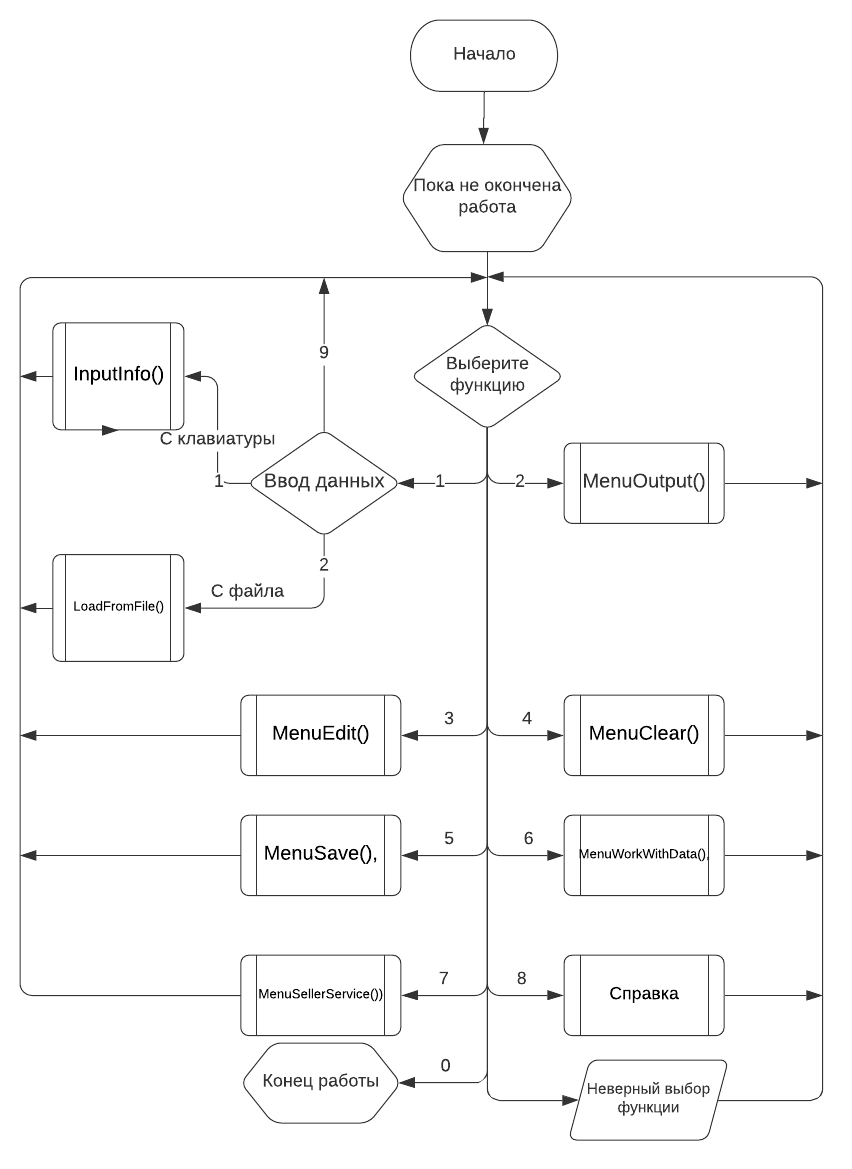 Начало
Пока не окончена
работа
Выберите
функцию
9
InputInfo()
С клавиатуры
1
Ввод данных
1
2
MenuOutput()
2
С файла
LoadFromFile()
3
MenuEdit()
4
MenuClear()
5
MenuSave(),
6
MenuWorkWithData(),
7
MenuSellerService())
8
Справка
0
Конец работы
Неверный выбор
функции